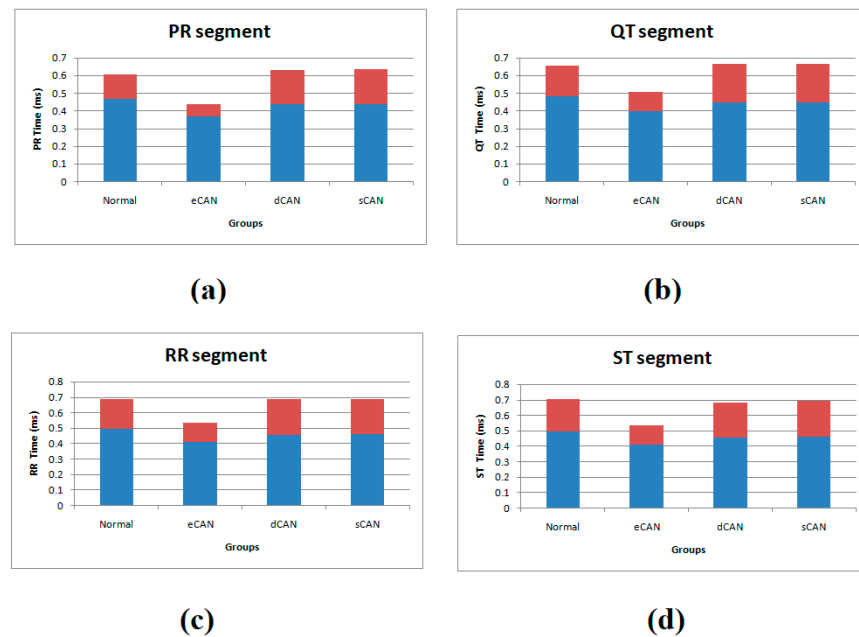 PR segment
0.7
0.6
0.5
0.4
0.3
0.2
0.1
0
PR Time (ms)
Normal eCAN dCAN sCAN
Groups
(a)
QT segment
0.7
0.6
0.5
0.4
0.3
0.2
0.1
0
QT Time (ms)
Normal eCAN dCAN sCAN
Groups
(b)
RR segment
0.8
0.7
0.6
0.5
0.4
0.3
0.2
0.1
0
RR Time (ms)
Normal eCAN dCAN sCAN
Groups
(c)
ST segment
0.8
0.7
0.6
0.5
0.4
0.3
0.2
0.1
0
ST Time (ms)
Normal eCAN dCAN sCAN
Groups
(d)